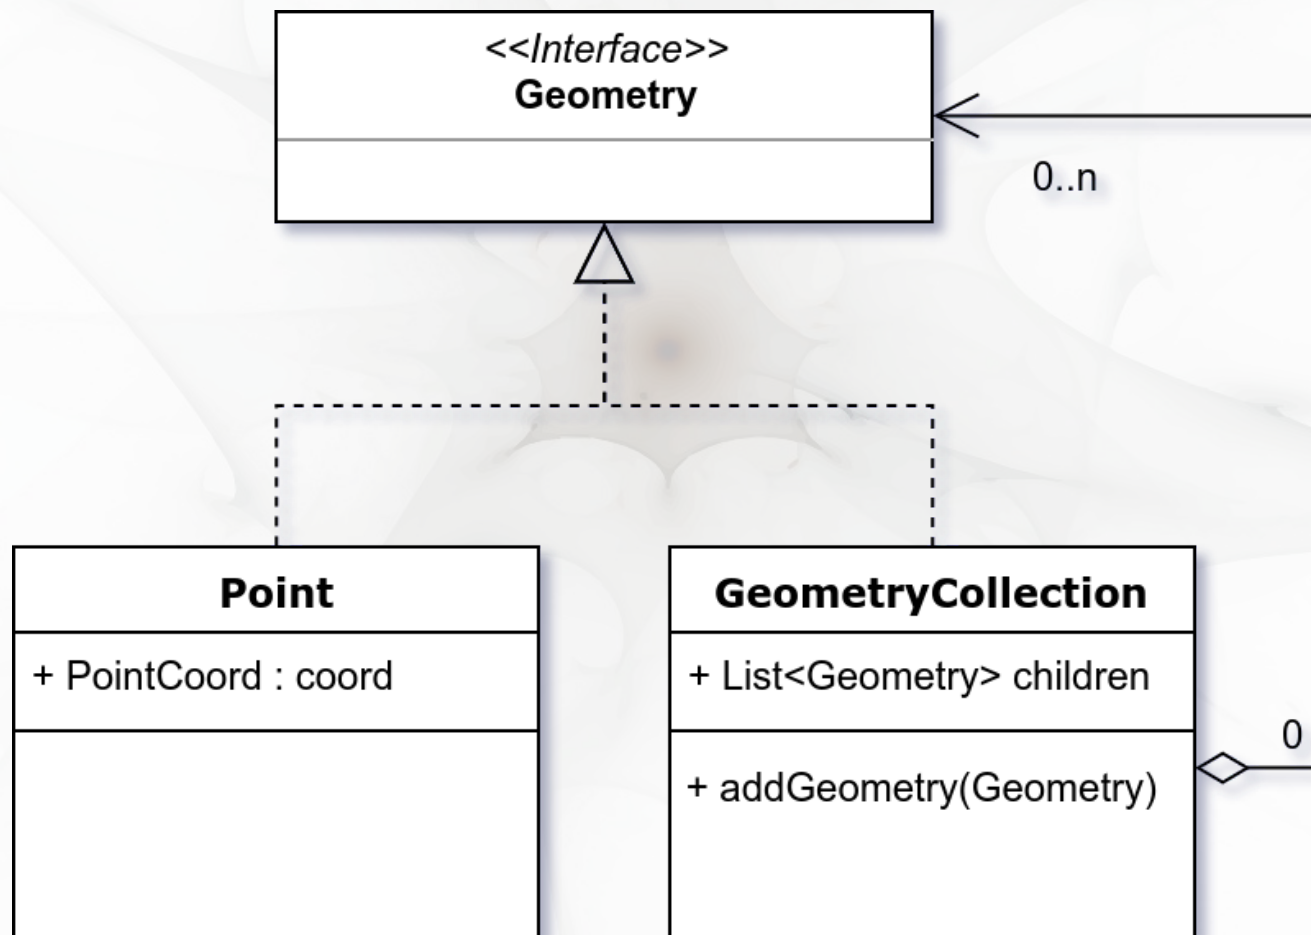 <<Interface>>
Geometry
0..n
Point
+ PointCoord : coord
GeometryCollection
+ List<Geometry> children
0
+ addGeometry(Geometry)